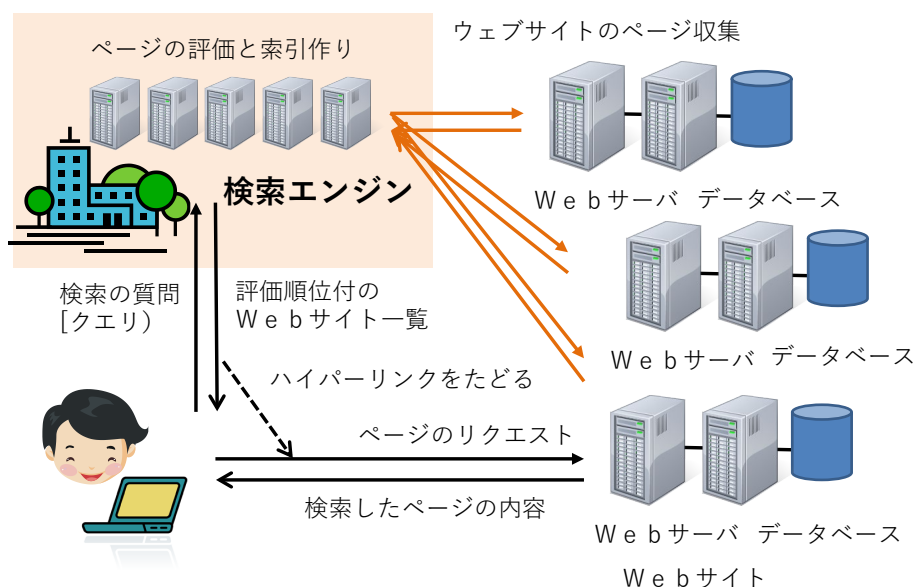 ページの評価と索引作り
ウェブサイトのページ収集
検索エンジン
Ｗｅｂサーバ データベース
検索の質問
[クエリ）
評価順位付の
Ｗｅｂサイト一覧
Ｗｅｂサーバ データベース
ハイパーリンクをたどる
ページのリクエスト
検索したページの内容
Ｗｅｂサーバ データベース
Ｗｅｂサイト